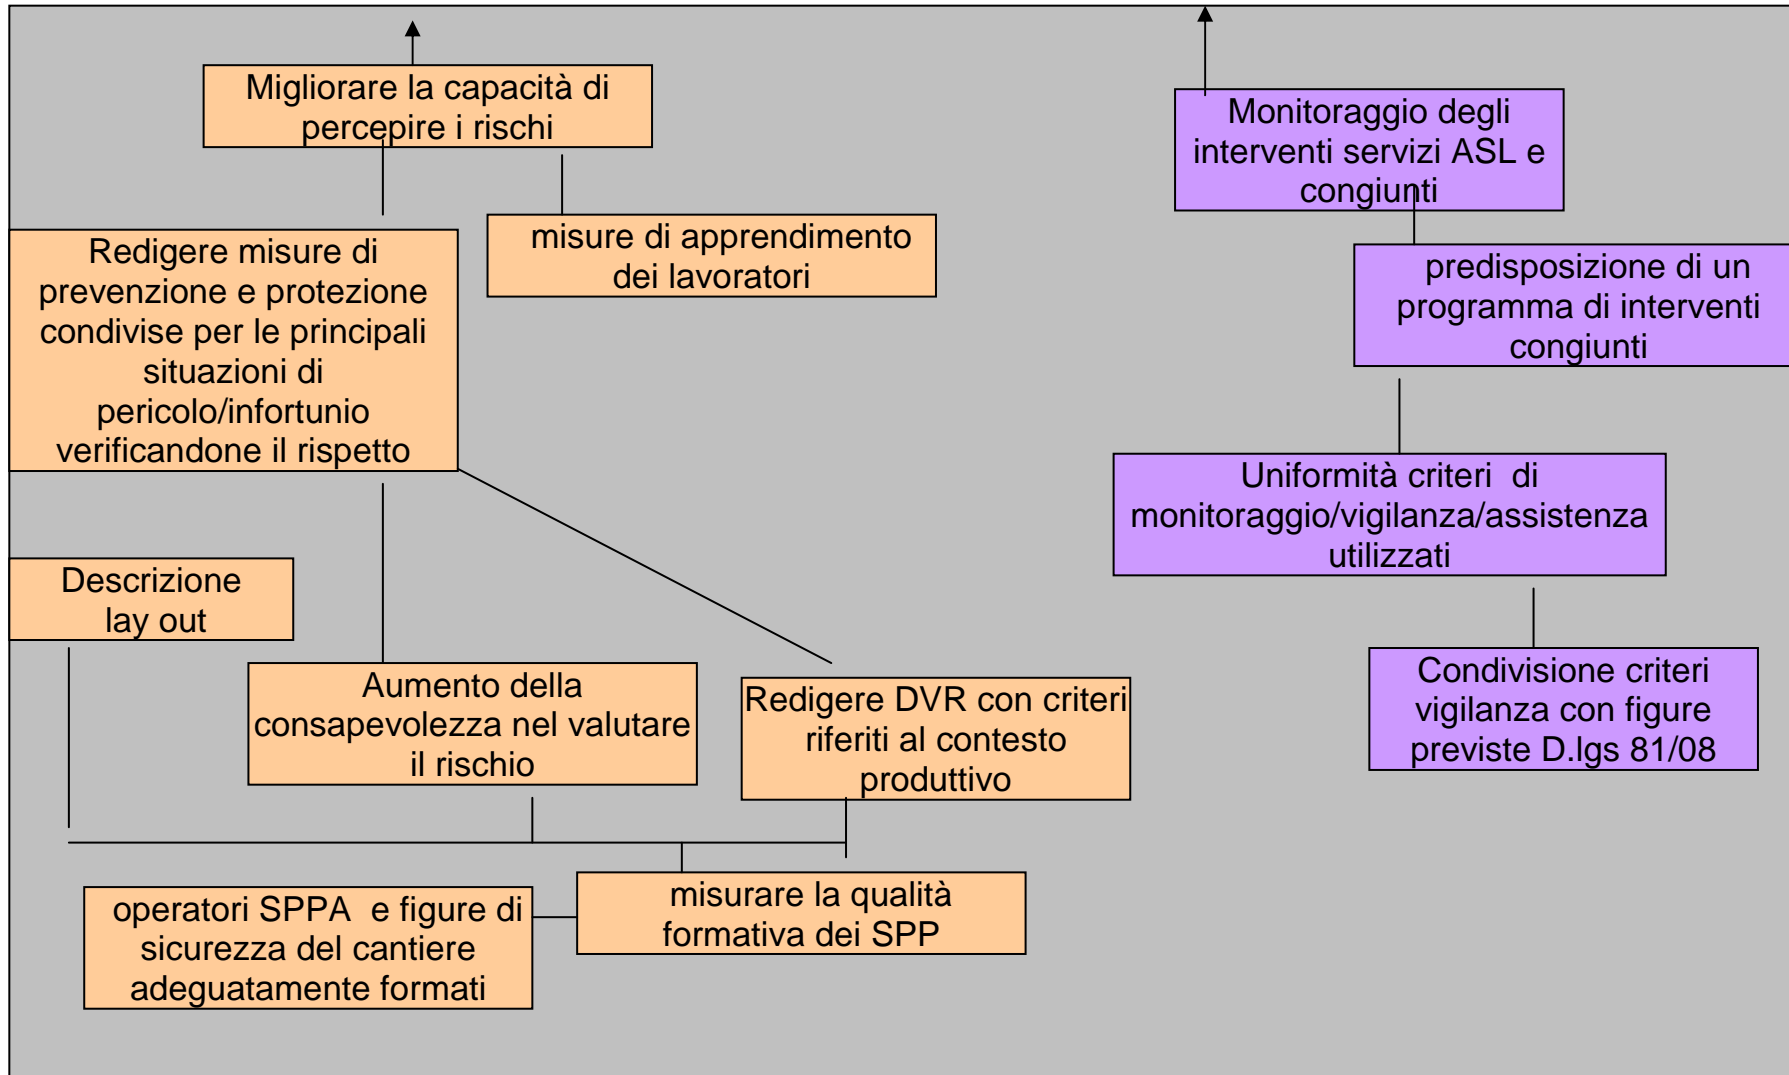 Migliorare la capacità di
percepire i rischi
misure di apprendimento
dei lavoratori
Redigere misure di
prevenzione e protezione
condivise per le principali
situazioni di
pericolo/infortunio
verificandone il rispetto
Descrizione
lay out
Aumento della
consapevolezza nel valutare
il rischio
Redigere DVR con criteri
riferiti al contesto
produttivo
misurare la qualità
formativa dei SPP
operatori SPPA e figure di
sicurezza del cantiere
adeguatamente formati
Monitoraggio degli
interventi servizi ASL e
congiunti
predisposizione di un
programma di interventi
congiunti
Uniformità criteri di
monitoraggio/vigilanza/assistenza
utilizzati
Condivisione criteri
vigilanza con figure
previste D.lgs 81/08